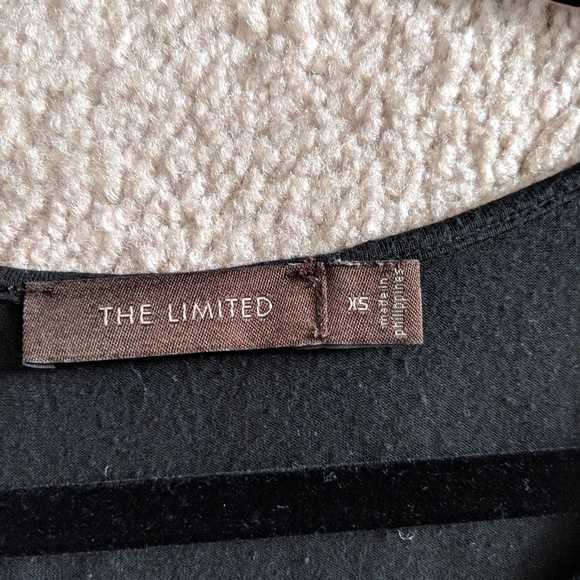 THE LIMITED
XS
made in
philippines